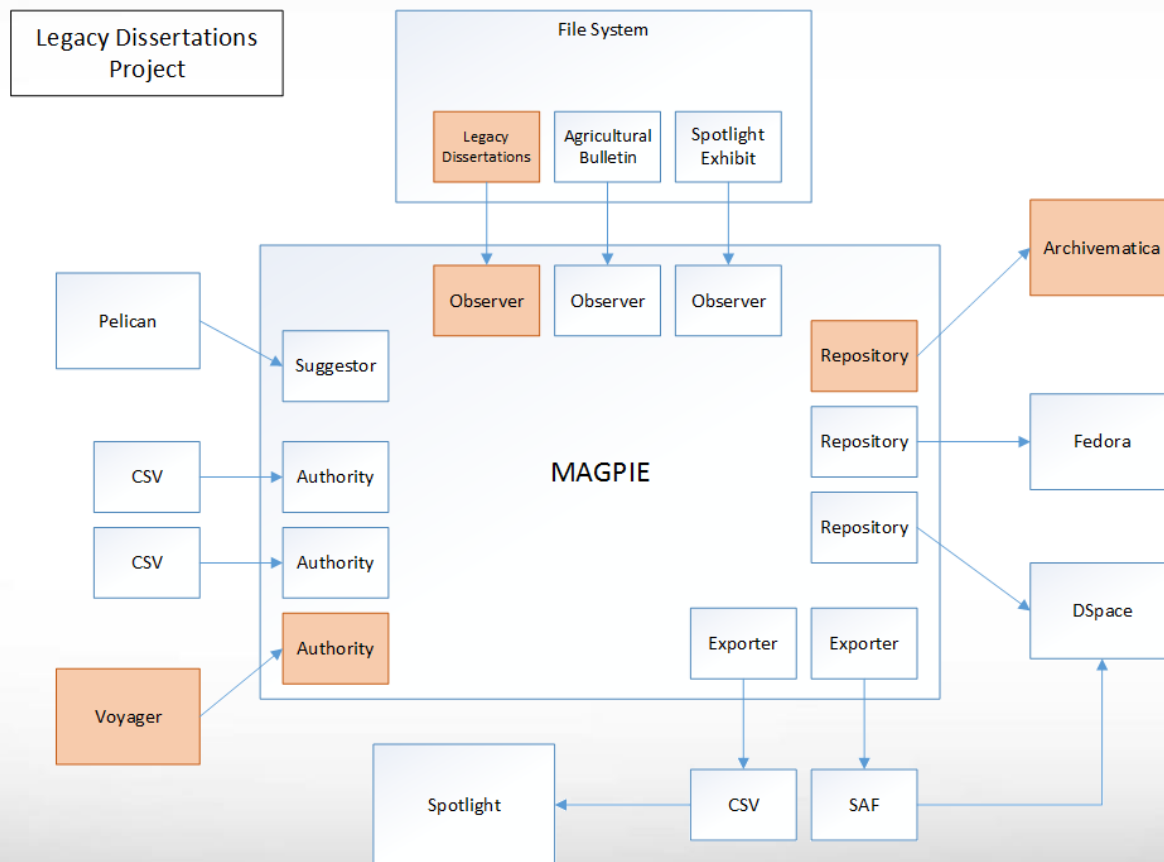 Legacy Dissertations
Project
File System
Legacy
Dissertations
Agricultural
Bulletin
Spotlight
Exhibit
Archivematica
Observer
Observer
Observer
Pelican
Repository
Suggestor
Repository
Fedora
CSV
Authority
MAGPIE
Repository
CSV
Authority
DSpace
Authority
Exporter
Exporter
Voyager
Spotlight
CSV
SAF